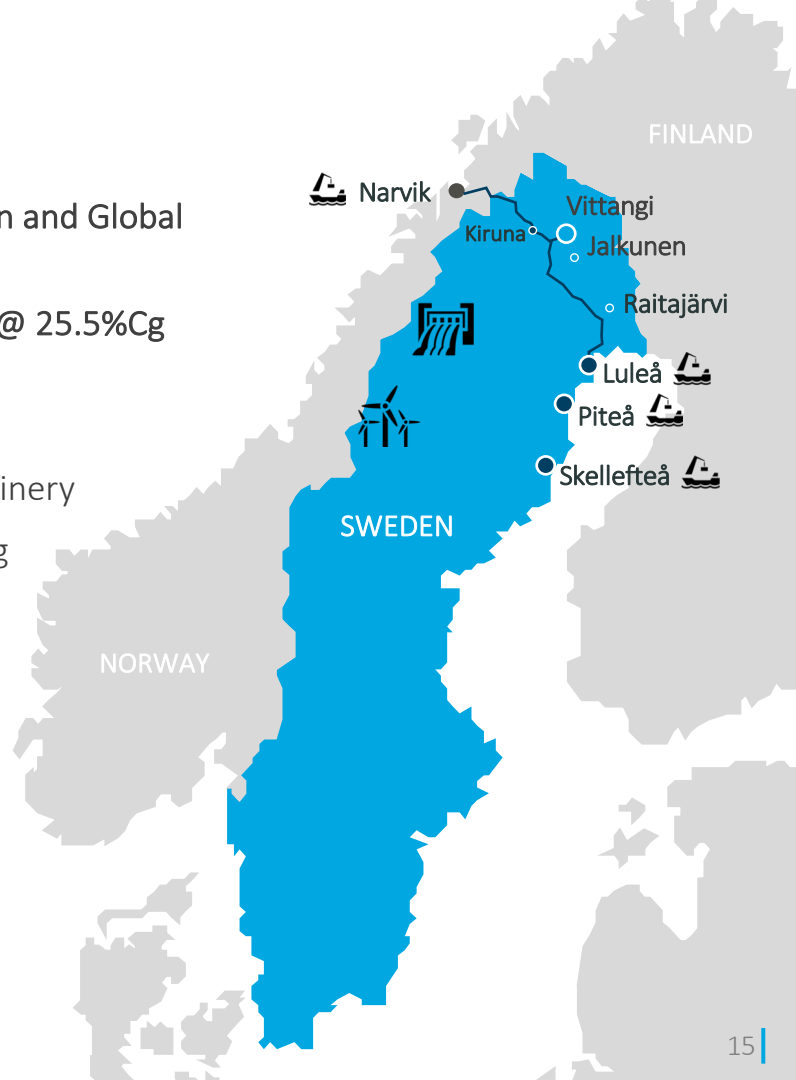 FINLAND
Narvik
n and Global
Vittangi
Kiruna
Jalkunen
Raitajärvi
@ 25.5%Cg
Luleå
Piteå
Skellefteå
inery
SWEDEN
g
NORWAY
15